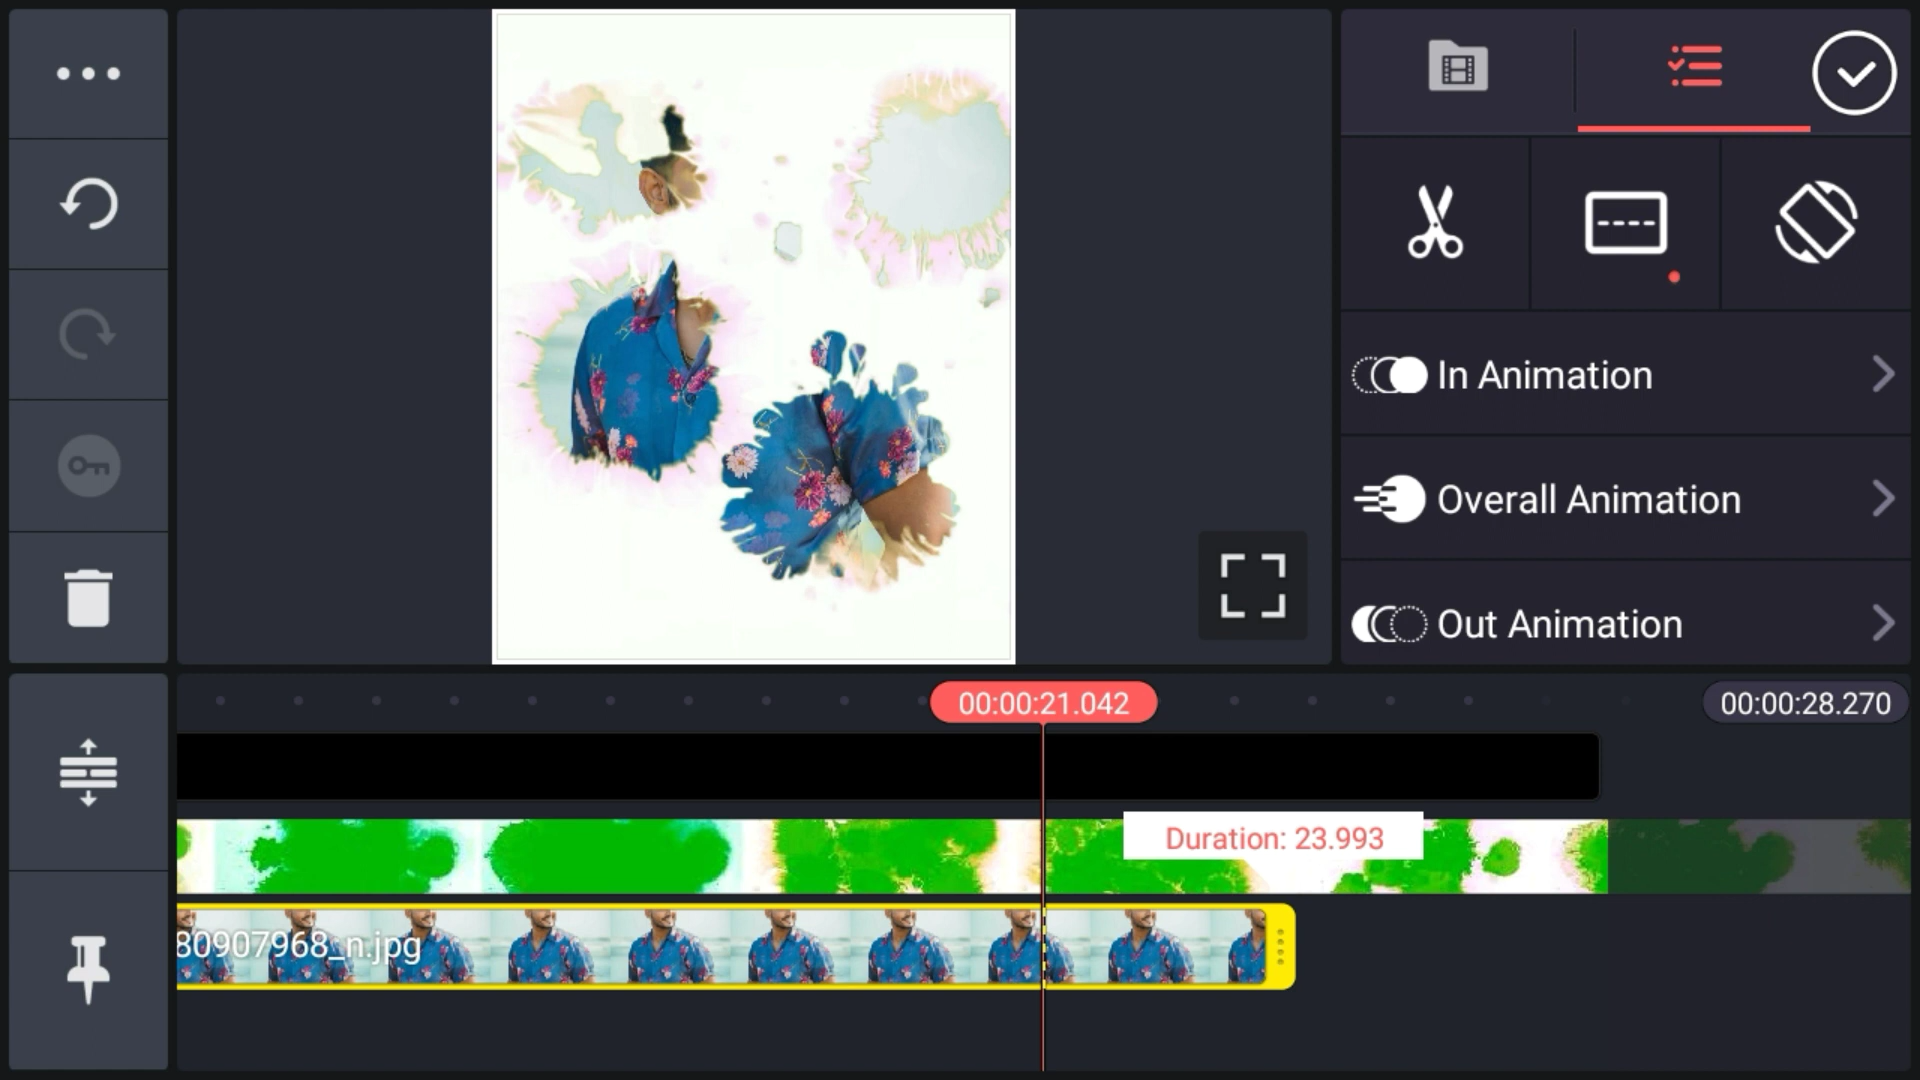 In Animation
Overall Animation
Out Animation
00:00:21.042
00:00:28.270
Duration: 23.993
80907968_n.jpg